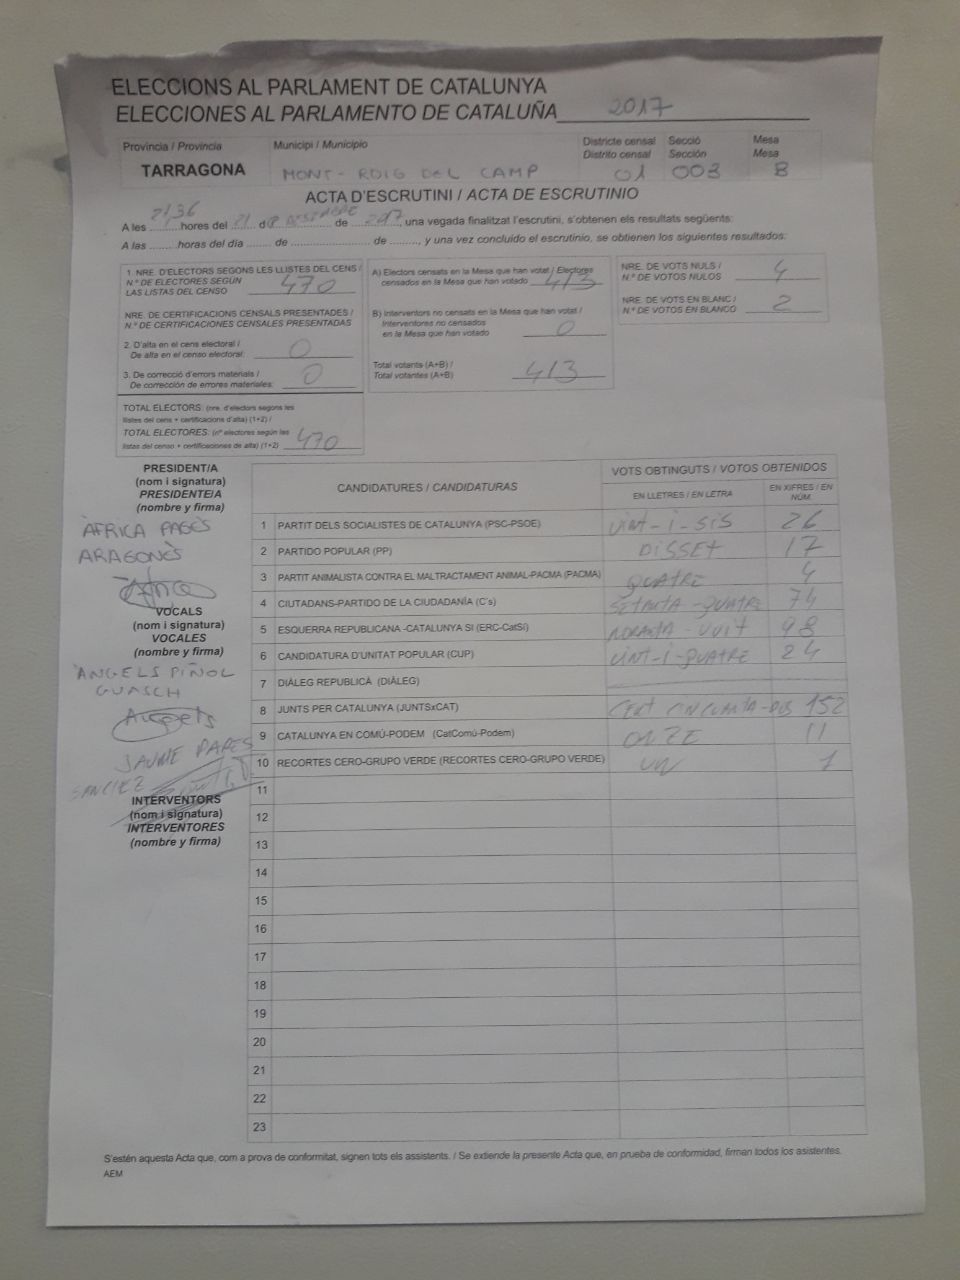 ELECCIONS AL PARLAMENT DE CATALUNYA
ELECCIONES AL PARLAMENTO DE CATALUÑA 2017
Província / Provincia
TARRAGONA
Municipi / Municipio
MONT-ROIG DEL CAMP
Districte censal
Distrito censal
01
Secció
Sección
003
Mesa
Mesa
B
ACTA D'ESCRUTINI / ACTA DE ESCRUTINIO
A les 21'36 hores del 21 de DESEMBRE de 2017, una vegada finalitzat l'escrutini, s'obtenen els resultats següents:
A las ........ horas del día ....... de ...................... de ........, y una vez concluido el escrutinio, se obtienen los siguientes resultados:
1. NRE. D'ELECTORS SEGONS LES LLISTES DEL CENS /
N.º DE ELECTORES SEGÚN
LAS LISTAS DEL CENSO 470
NRE. DE CERTIFICACIONS CENSALS PRESENTADES /
N.º DE CERTIFICACIONES CENSALES PRESENTADAS
2. D'alta en el cens electoral /
De alta en el censo electoral: 0
3. De correcció d'errors materials /
De corrección de errores materiales: 0
TOTAL ELECTORS: (nre. d'electors segons les
llistes del cens + certificacions d'alta) (1+2) /
TOTAL ELECTORES: (nº electores según las
listas del censo + certificaciones de alta) (1+2) 470
A) Electors censats en la Mesa que han votat / Electores
censados en la Mesa que han votado 413
B) Interventors no censats en la Mesa que han votat /
Interventores no censados
en la Mesa que han votado 0
Total votants (A+B) /
Total votantes (A+B) 413
NRE. DE VOTS NULS /
N.º DE VOTOS NULOS 4
NRE. DE VOTS EN BLANC /
N.º DE VOTOS EN BLANCO 2
PRESIDENT/A
(nom i signatura)
PRESIDENTE/A
(nombre y firma)
ÀFRICA PAGÈS
ARAGONÈS
VOCALS
(nom i signatura)
VOCALES
(nombre y firma)
ÀNGELS PIÑOL
GUASCH
Àngels
JAUME PARES
INTERVENTORS
(nom i signatura)
INTERVENTORES
(nombre y firma)
CANDIDATURES / CANDIDATURAS
VOTS OBTINGUTS / VOTOS OBTENIDOS
EN LLETRES / EN LETRA
EN XIFRES / EN NÚM.
1 PARTIT DELS SOCIALISTES DE CATALUNYA (PSC-PSOE) VINT-I-SIS 26
2 PARTIDO POPULAR (PP) DISSET 17
3 PARTIT ANIMALISTA CONTRA EL MALTRACTAMENT ANIMAL-PACMA (PACMA) QUATRE 4
4 CIUTADANS-PARTIDO DE LA CIUDADANÍA (C's) SETANTA-QUATRE 74
5 ESQUERRA REPUBLICANA -CATALUNYA SÍ (ERC-CatSí) NORANTA-VUIT 98
6 CANDIDATURA D'UNITAT POPULAR (CUP) VINT-I-QUATRE 24
7 DIÀLEG REPUBLICÀ (DIÀLEG)
8 JUNTS PER CATALUNYA (JUNTSxCAT) CENT CINCUANTA-DOS 152
9 CATALUNYA EN COMÚ-PODEM (CatComú-Podem) ONZE 11
10 RECORTES CERO-GRUPO VERDE (RECORTES CERO-GRUPO VERDE) UN 1
11
12
13
14
15
16
17
18
19
20
21
22
23
S'estén aquesta Acta que, com a prova de conformitat, signen tots els assistents. / Se extiende la presente Acta que, en prueba de conformidad, firman todos los asistentes.
AEM